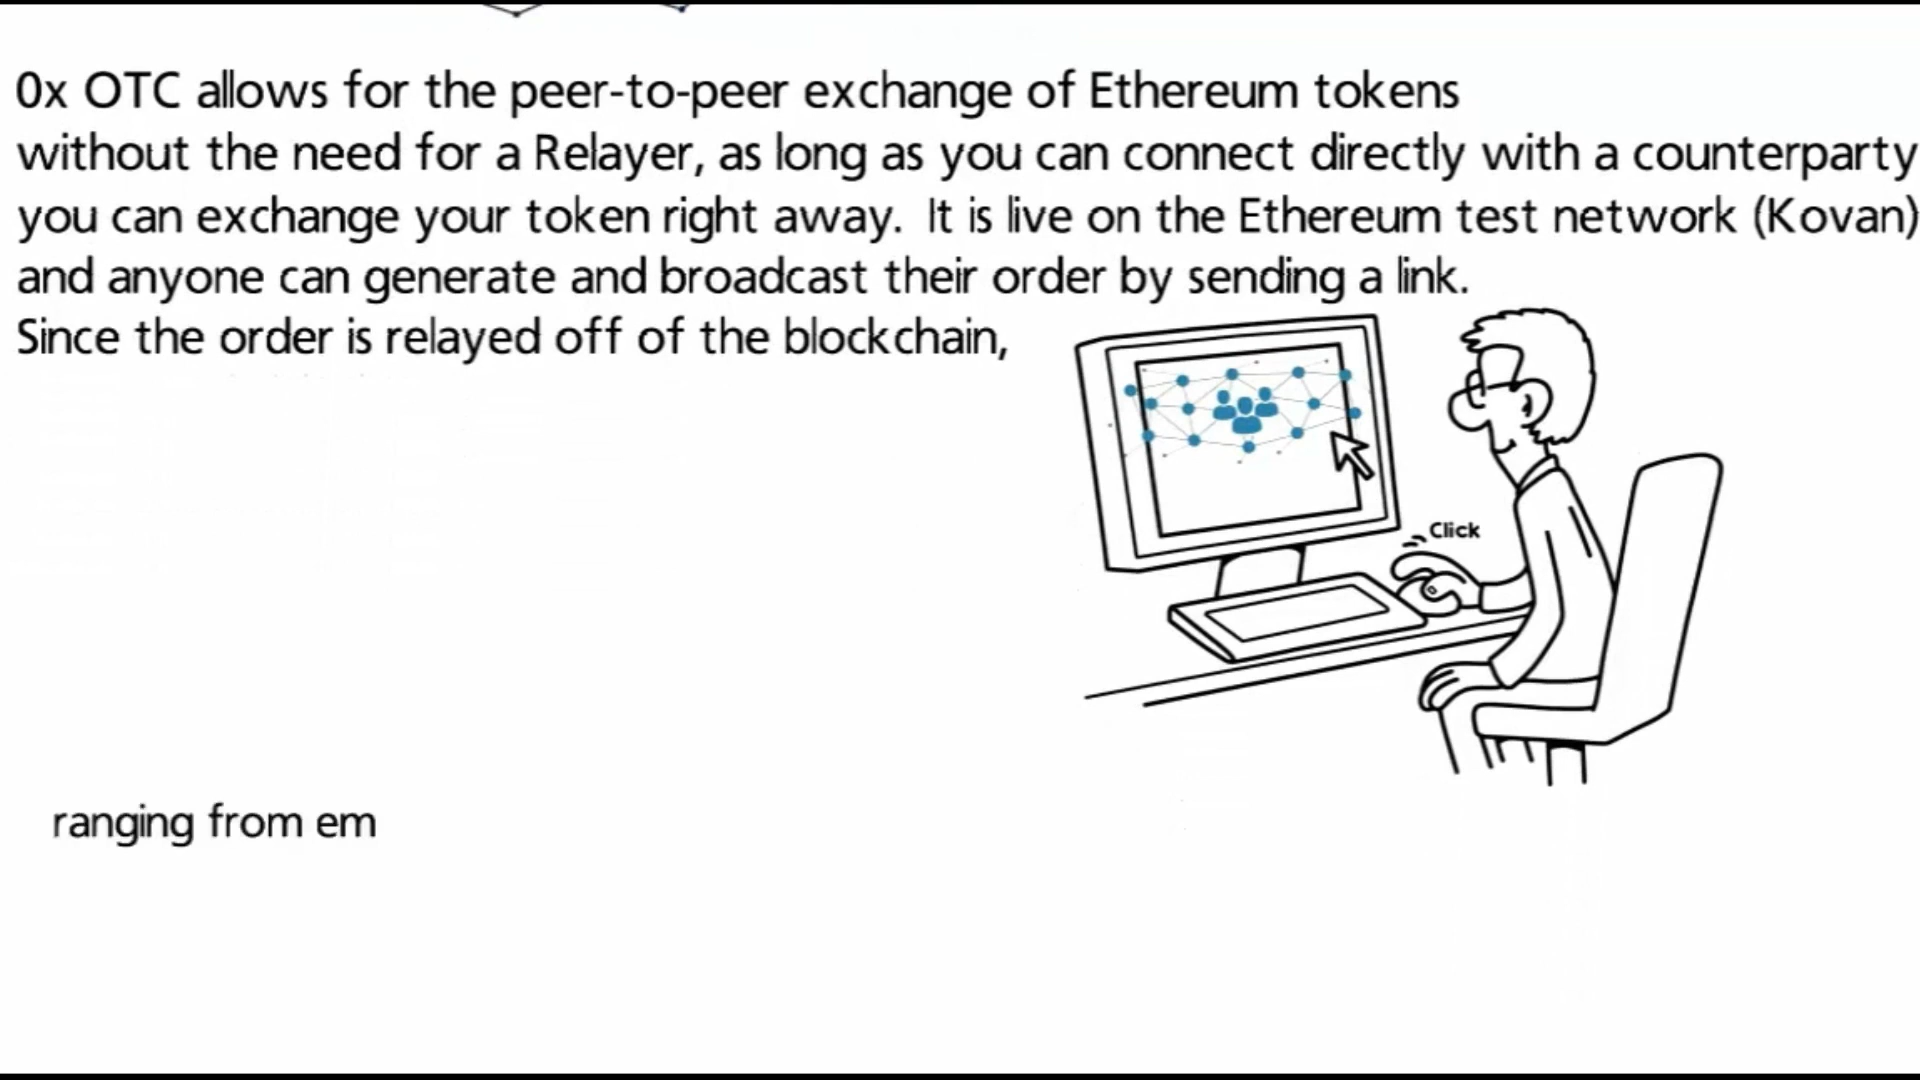 0x OTC allows for the peer-to-peer exchange of Ethereum tokens
without the need for a Relayer, as long as you can connect directly with a counterparty
you can exchange your token right away. It is live on the Ethereum test network (Kovan)
and anyone can generate and broadcast their order by sending a link.
Since the order is relayed off of the blockchain,
Click
ranging from em